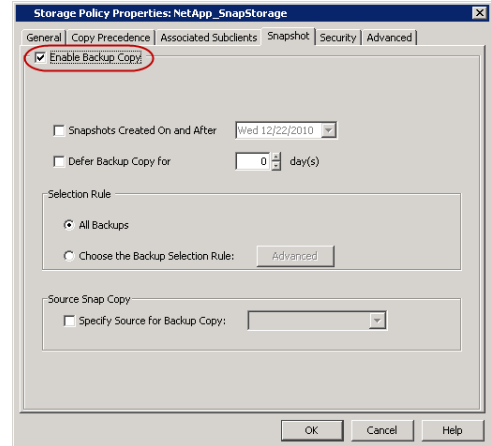 Storage Policy Properties: NetApp_SnapStorage
General Copy Precedence Associated Subclients Snapshot Security Advanced
Enable Backup Copy
Snapshots Created On and After Wed 12/22/2010
Defer Backup Copy for 0 day(s)
Selection Rule
All Backups
Choose the Backup Selection Rule: Advanced
Source Snap Copy
Specify Source for Backup Copy:
OK Cancel Help